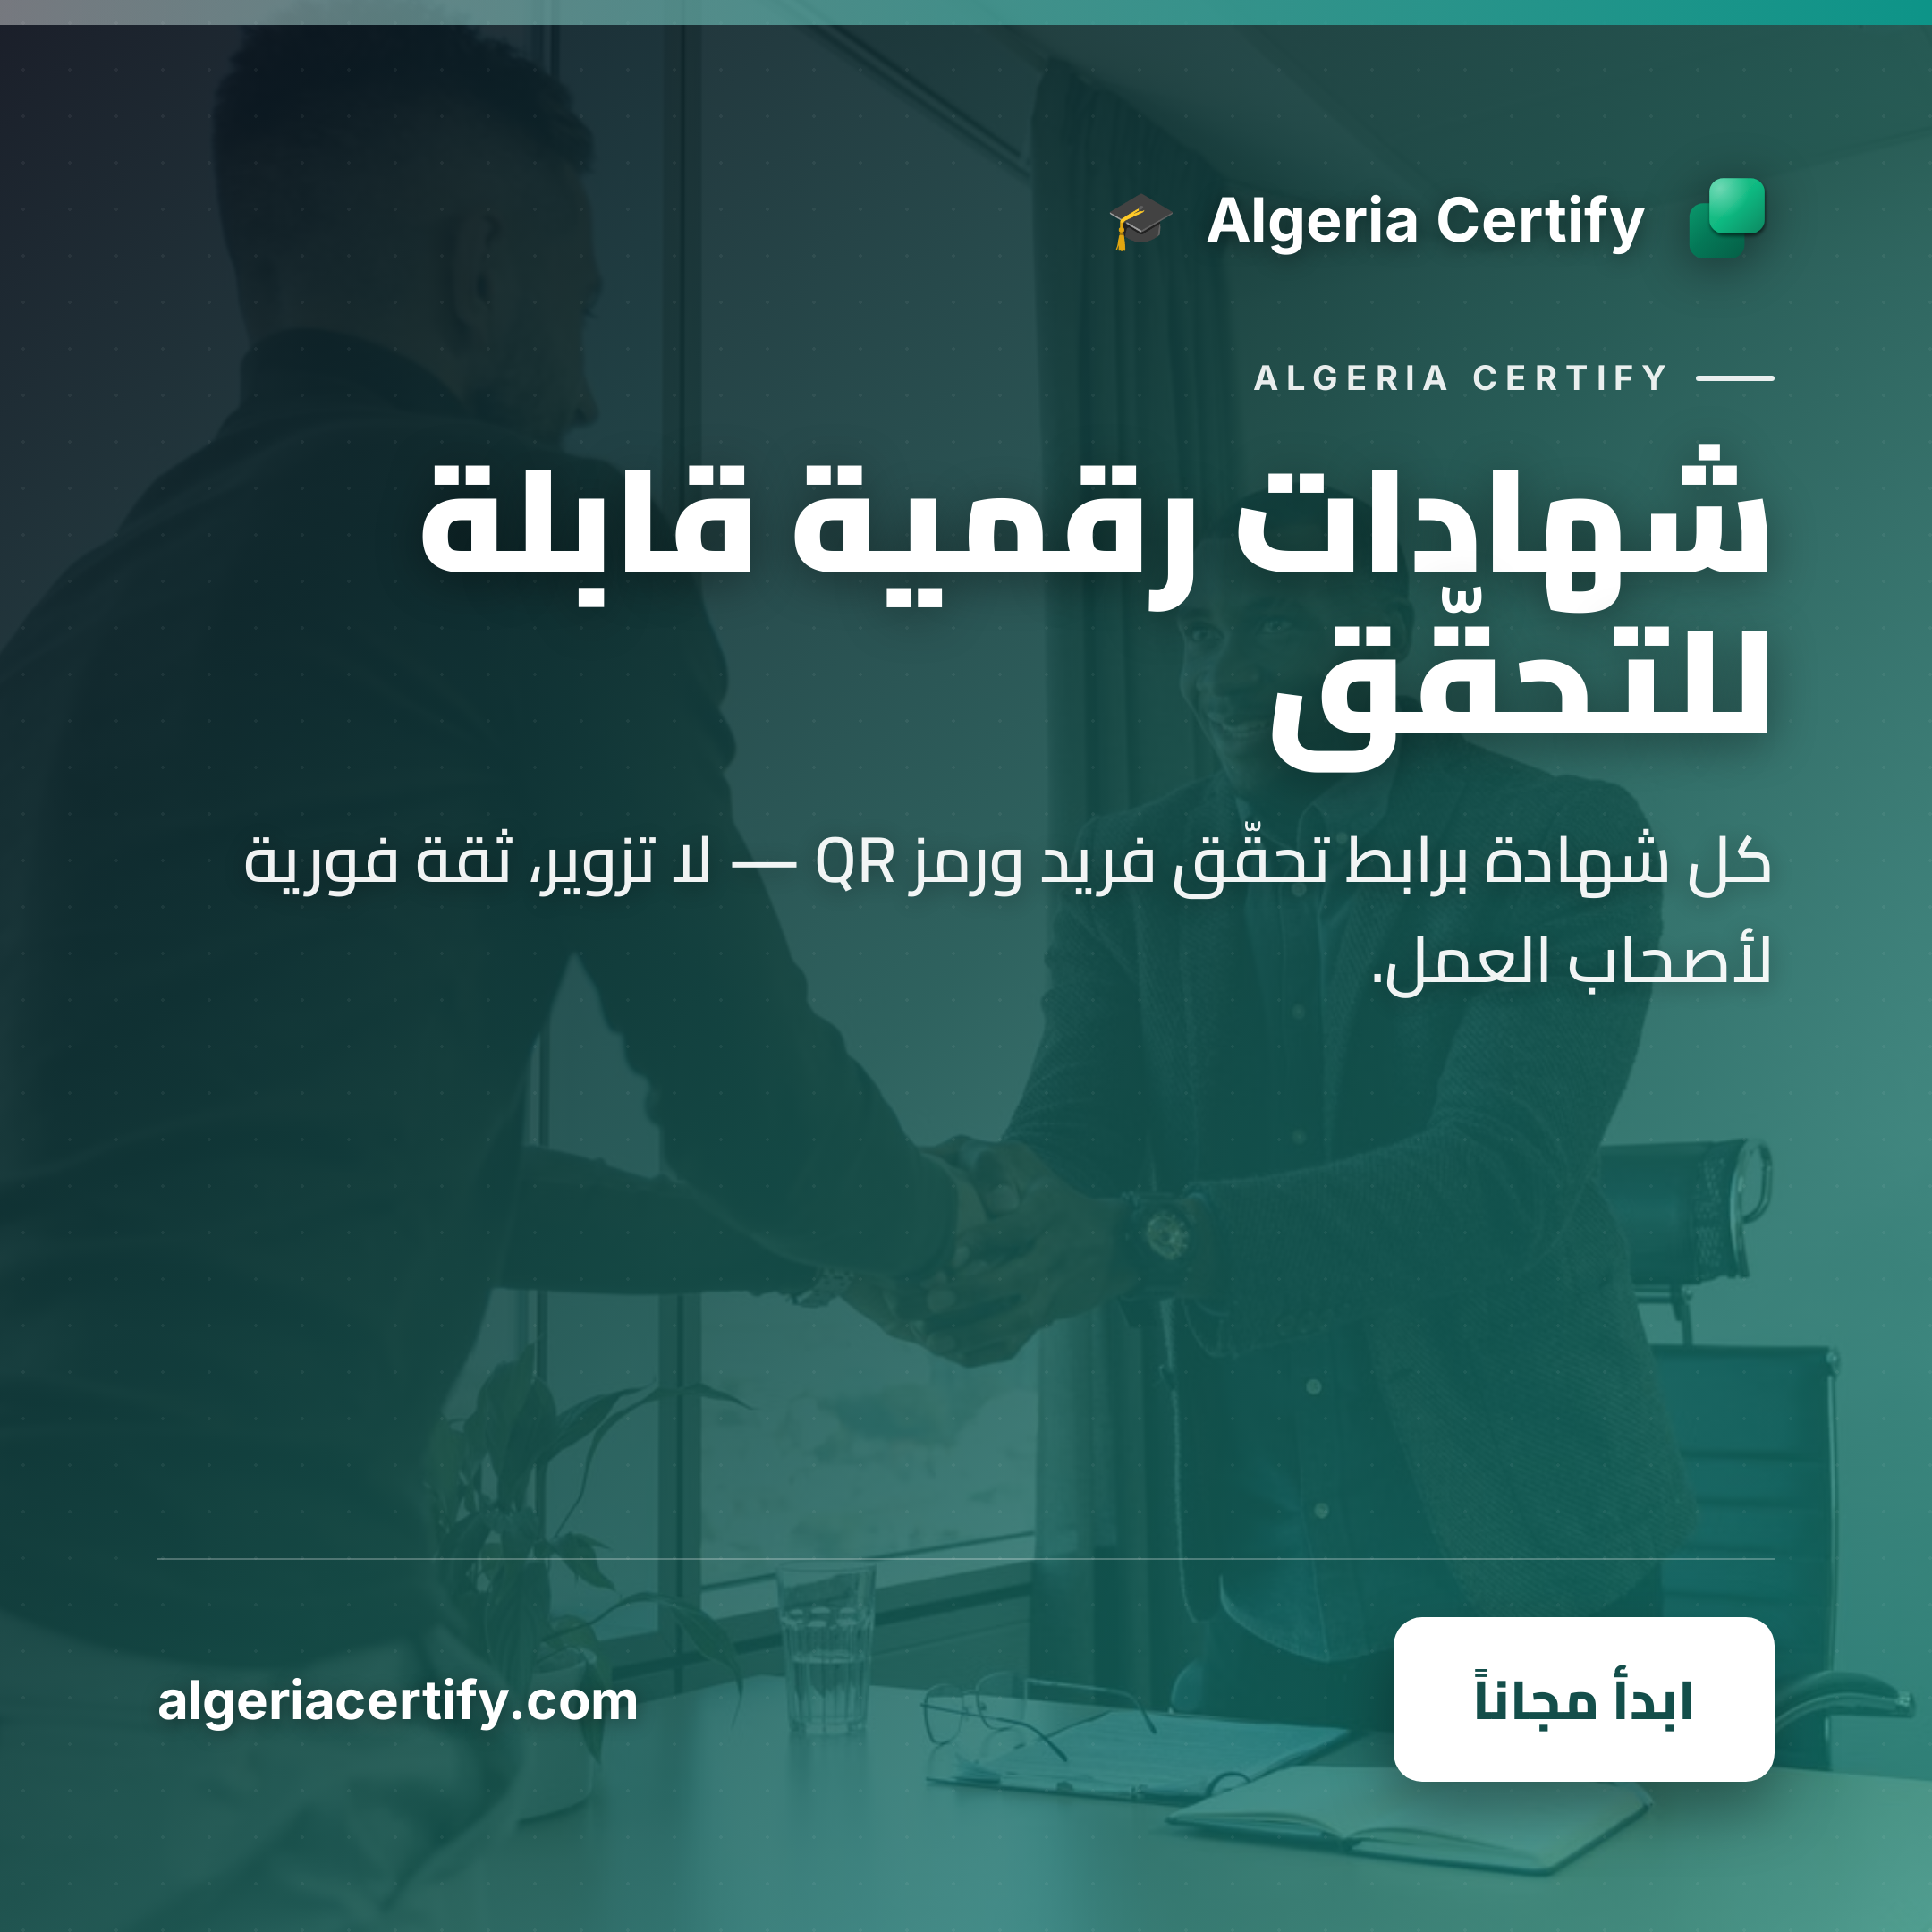 Algeria Certify 🎓
ALGERIA CERTIFY
شهادات رقمية قابلة
للتحقّق
كل شهادة برابط تحقّق فريد ورمز QR — لا تزوير، ثقة فورية
لأصحاب العمل.
ابدأ مجاناً
algeriacertify.com